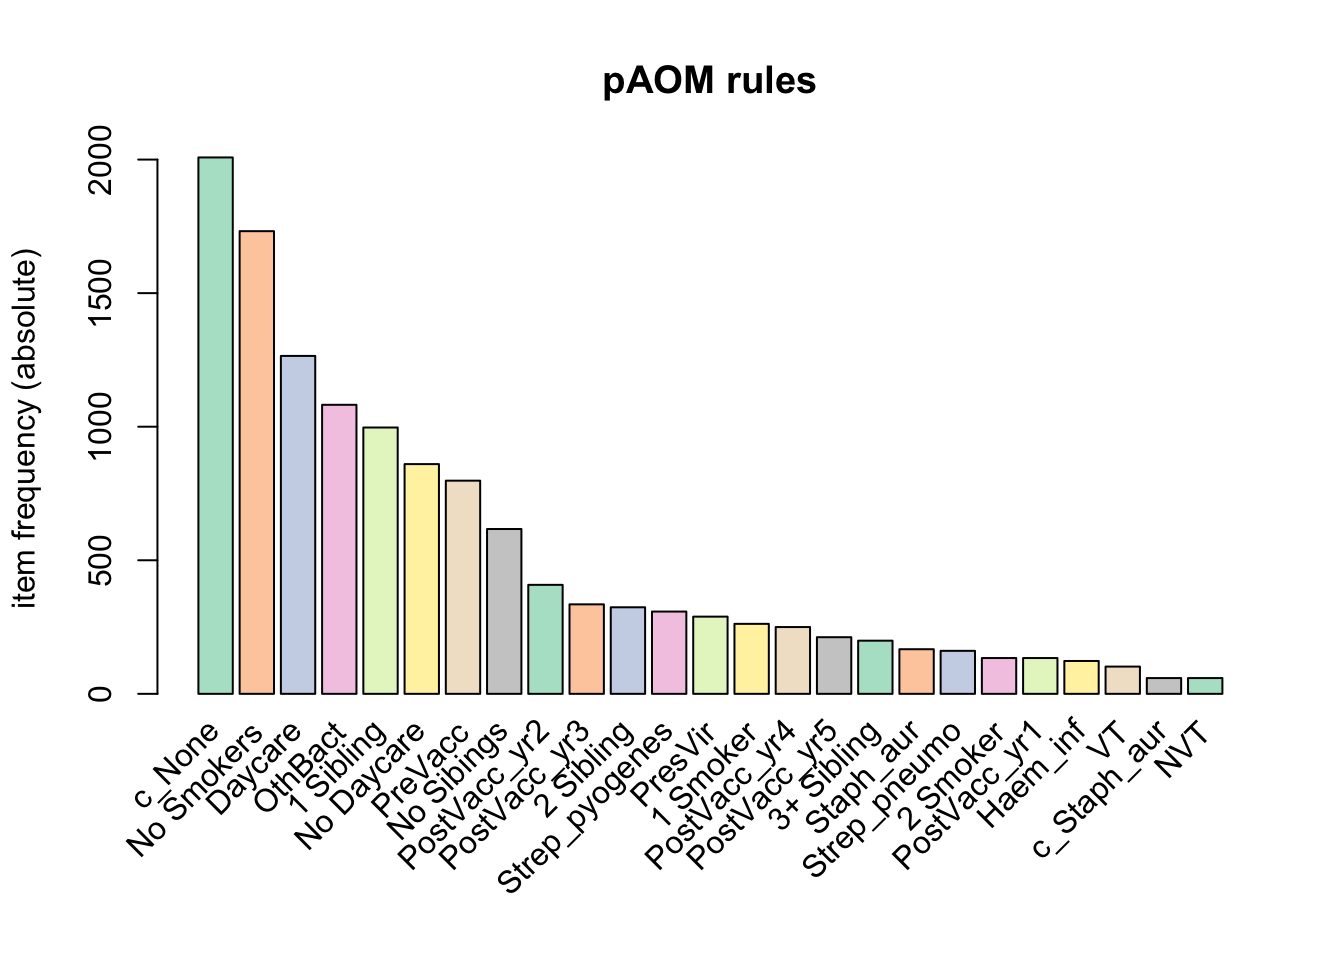 pAOM rules
item frequency (absolute)
2000
1500
1000
500
0
c_None
No Smokers
Daycare
OthBact
1 Sibling
No Daycare
PreVacc
No Sibings
PostVacc_yr2
PostVacc_yr3
2 Sibling
Strep_pyogenes
PresVir
1 Smoker
PostVacc_yr4
PostVacc_yr5
3+ Sibling
Staph_aur
Strep_pneumo
2 Smoker
PostVacc_yr1
Haem_inf
VT
c_Staph_aur
NVT